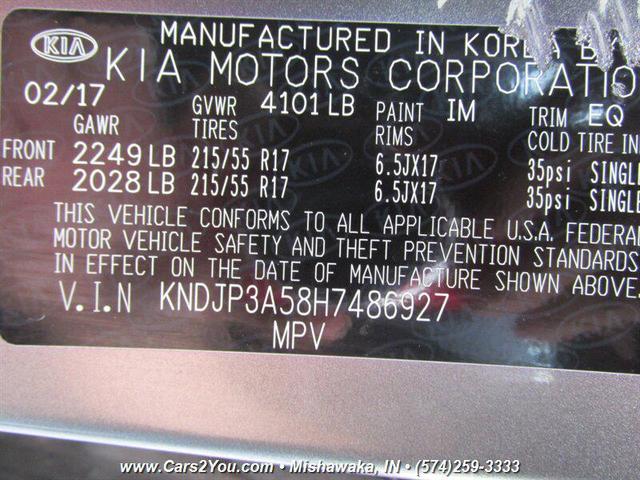 MANUFACTURED IN KOREA BY
KIA KIA MOTORS CORPORATIO
02/17 GVWR 4101 LB PAINT IM TRIM EQ
GAWR TIRES RIMS COLD TIRE IN
FRONT 2249 LB 215/55 R17 6.5JX17 35psi SINGLE
REAR 2028 LB 215/55 R17 6.5JX17 35psi SINGLE
THIS VEHICLE CONFORMS TO ALL APPLICABLE U.S.A. FEDERA
MOTOR VEHICLE SAFETY AND THEFT PREVENTION STANDARDS
IN EFFECT ON THE DATE OF MANUFACTURE SHOWN ABOVE.
V.I.N KNDJP3A58H7486927
MPV
www.Cars2You.com - Mishawaka, IN - (574)259-3333